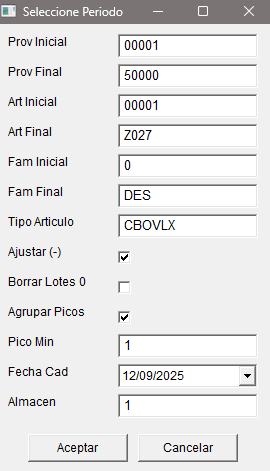 Seleccione Periodo
Prov Inicial 00001
Prov Final 50000
Art Inicial 00001
Art Final Z027
Fam Inicial 0
Fam Final DES
Tipo Articulo CBOVLX
Ajustar (-)
Borrar Lotes 0
Agrupar Picos
Pico Min 1
Fecha Cad 12/09/2025
Almacen 1
Aceptar Cancelar